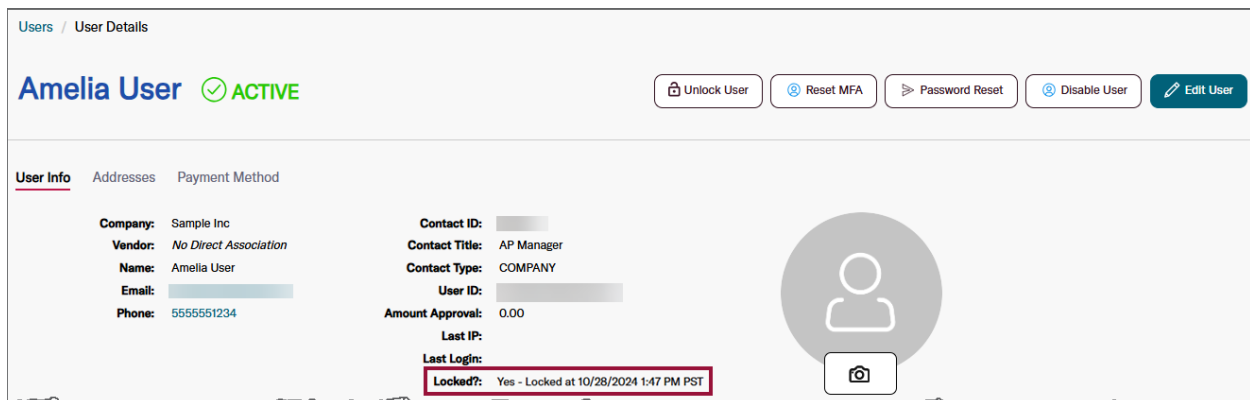 Users / User Details
Amelia User ACTIVE
Unlock User Reset MFA Password Reset Disable User Edit User
User Info Addresses Payment Method
Company: Sample Inc
Vendor: No Direct Association
Name: Amelia User
Email:
Phone: 5555551234
Contact ID:
Contact Title: AP Manager
Contact Type: COMPANY
User ID:
Amount Approval: 0.00
Last IP:
Last Login:
Locked?: Yes - Locked at 10/28/2024 1:47 PM PST